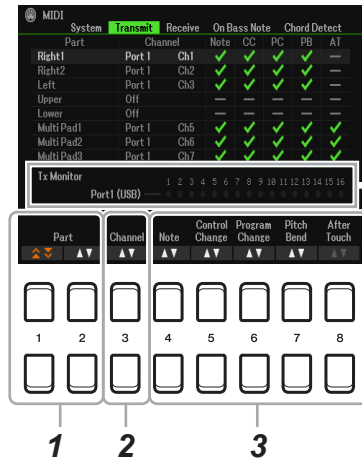 MIDI
System Transmit Receive On Bass Note Chord Detect
Part Channel Note CC PC PB AT
Right1 Port 1 Ch1 ✓ ✓ ✓ ✓ —
Right2 Port 1 Ch2 ✓ ✓ ✓ ✓ —
Left Port 1 Ch3 ✓ ✓ ✓ ✓ —
Upper Off — — — — —
Lower Off — — — — —
Multi Pad1 Port 1 Ch5 ✓ ✓ ✓ ✓ ✓
Multi Pad2 Port 1 Ch6 ✓ ✓ ✓ ✓ ✓
Multi Pad3 Port 1 Ch7 ✓ ✓ ✓ ✓ ✓
Tx Monitor 1 2 3 4 5 6 7 8 9 10 11 12 13 14 15 16
Port1 (USB)
Part Channel Note Control Change Program Change Pitch Bend After Touch
1 2 3 4 5 6 7 8
1 2 3